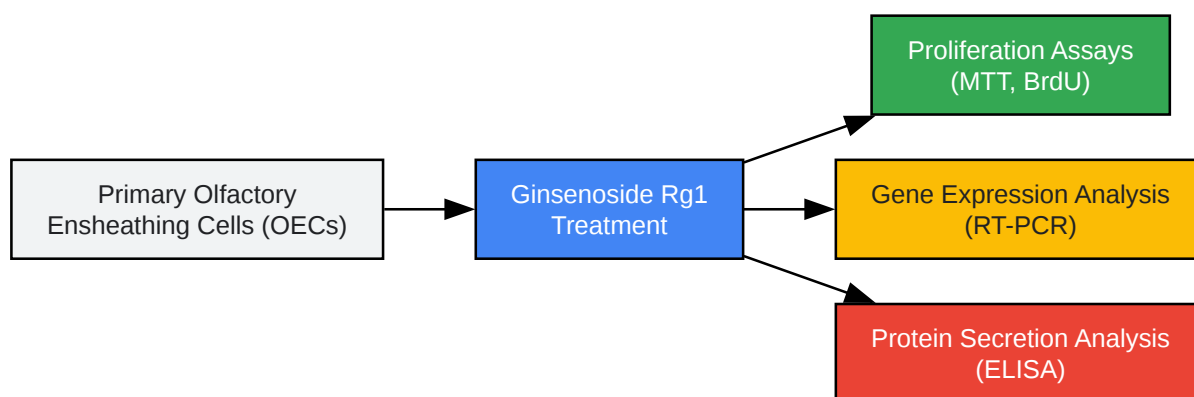 Primary Olfactory
Ensheathing Cells (OECs)
Ginsenoside Rg1
Treatment
Proliferation Assays
(MTT, BrdU)
Gene Expression Analysis
(RT-PCR)
Protein Secretion Analysis
(ELISA)